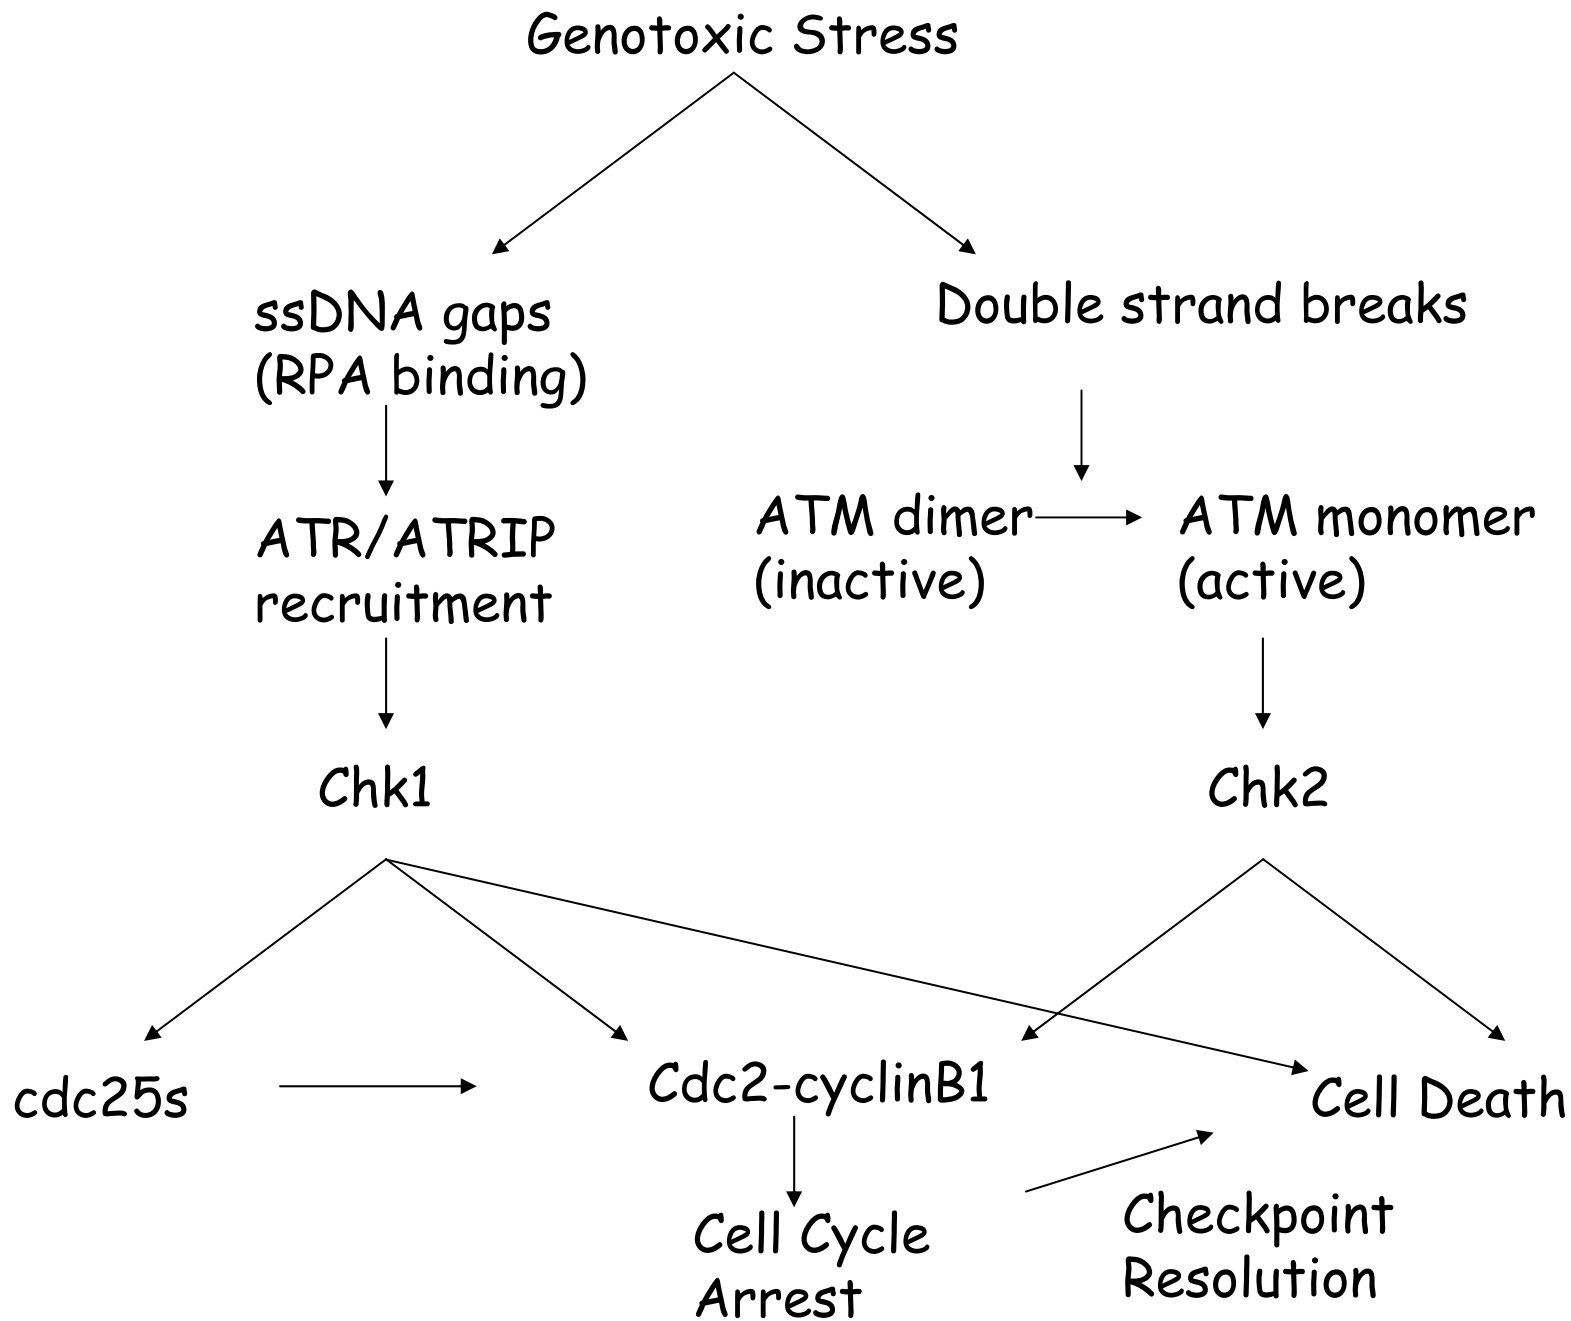 Genotoxic Stress
ssDNA gaps
(RPA binding)
Double strand breaks
ATR/ATRIP
recruitment
ATM dimer
(inactive)
ATM monomer
(active)
Chk1
Chk2
cdc25s
Cdc2-cyclinB1
Cell Death
Cell Cycle
Arrest
Checkpoint
Resolution